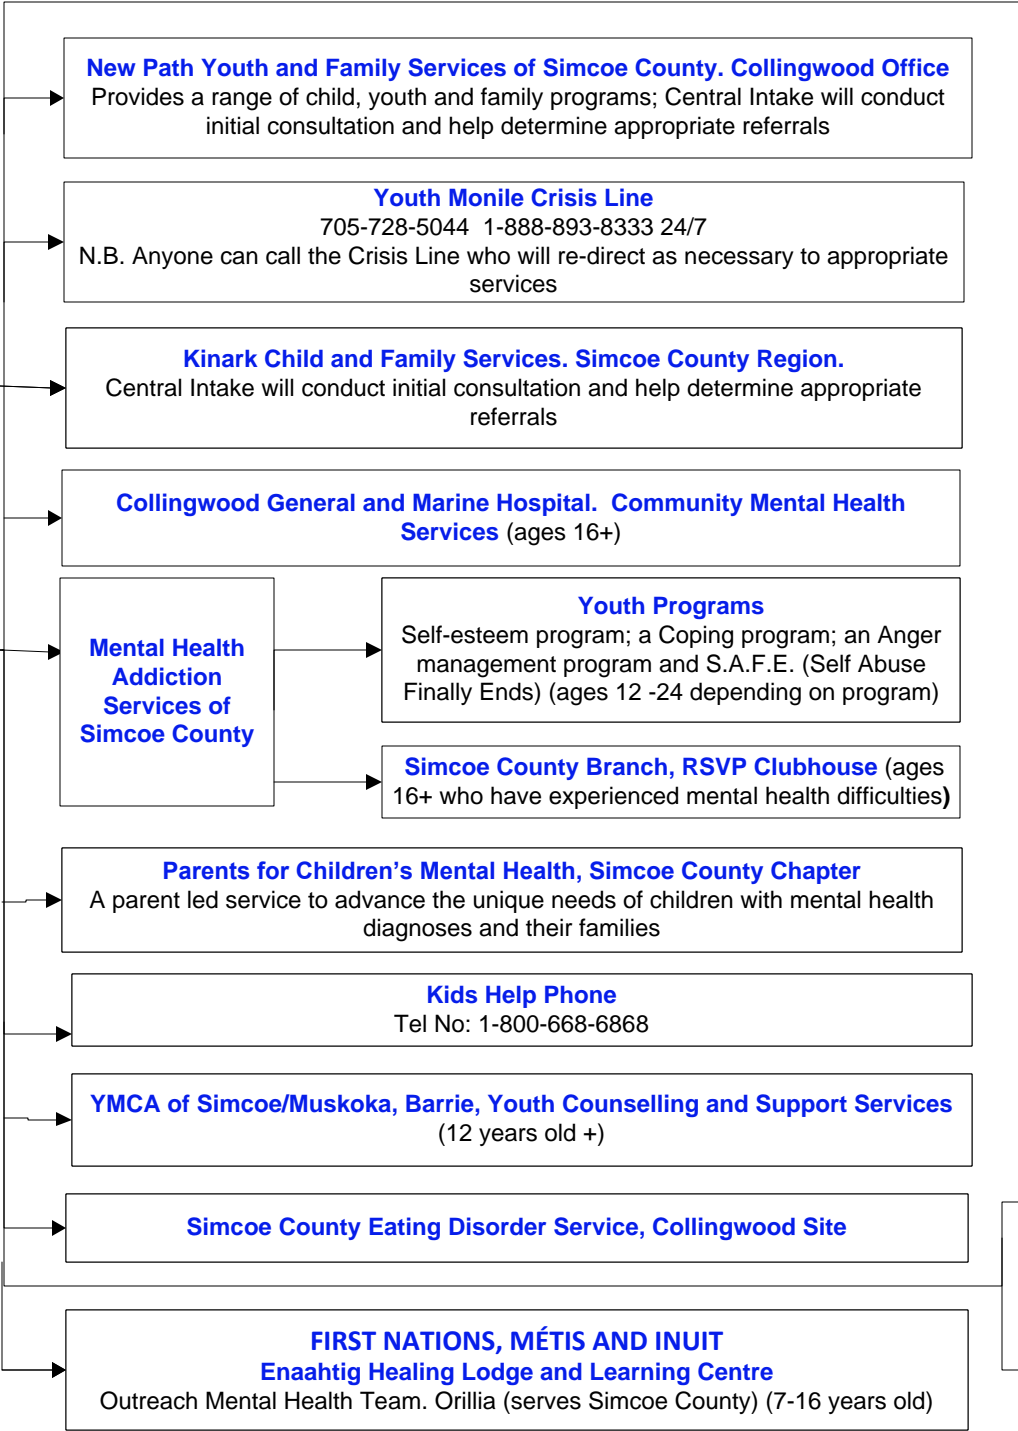 New Path Youth and Family Services of Simcoe County. Collingwood Office
Provides a range of child, youth and family programs; Central Intake will conduct
initial consultation and help determine appropriate referrals
Youth Monile Crisis Line
705-728-5044  1-888-893-8333 24/7
N.B. Anyone can call the Crisis Line who will re-direct as necessary to appropriate
services
Kinark Child and Family Services. Simcoe County Region.
Central Intake will conduct initial consultation and help determine appropriate
referrals
Collingwood General and Marine Hospital.  Community Mental Health
Services (ages 16+)
Mental Health
Addiction
Services of
Simcoe County
Youth Programs
Self-esteem program; a Coping program; an Anger
management program and S.A.F.E. (Self Abuse
Finally Ends) (ages 12 -24 depending on program)
Simcoe County Branch, RSVP Clubhouse (ages
16+ who have experienced mental health difficulties)
Parents for Children's Mental Health, Simcoe County Chapter
A parent led service to advance the unique needs of children with mental health
diagnoses and their families
Kids Help Phone
Tel No: 1-800-668-6868
YMCA of Simcoe/Muskoka, Barrie, Youth Counselling and Support Services
(12 years old +)
Simcoe County Eating Disorder Service, Collingwood Site
FIRST NATIONS, MÉTIS AND INUIT
Enaahtig Healing Lodge and Learning Centre
Outreach Mental Health Team. Orillia (serves Simcoe County) (7-16 years old)